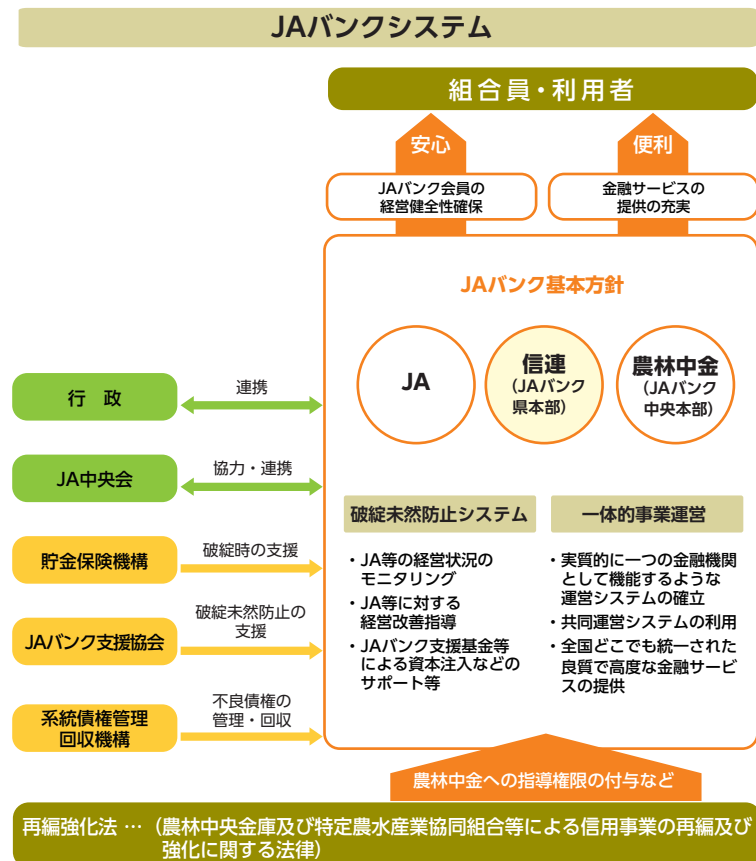 JAバンクシステム
組合員・利用者
安心
便利
JAバンク会員の
経営健全性確保
金融サービスの
提供の充実
JAバンク基本方針
JA
信連
（JAバンク
県本部）
農林中金
（JAバンク
中央本部）
行　政
連携
JA中央会
協力・連携
貯金保険機構
破綻時の支援
JAバンク支援協会
破綻未然防止の
支援
系統債権管理
回収機構
不良債権の
管理・回収
破綻未然防止システム
・JA等の経営状況の
モニタリング
・JA等に対する
経営改善指導
・JAバンク支援基金等
による資本注入などの
サポート等
一体的事業運営
・実質的に一つの金融機関
として機能するような
運営システムの確立
・共同運営システムの利用
・全国どこでも統一された
良質で高度な金融サービ
スの提供
農林中金への指導権限の付与など
再編強化法 …（農林中央金庫及び特定農水産業協同組合等による信用事業の再編及び
強化に関する法律）